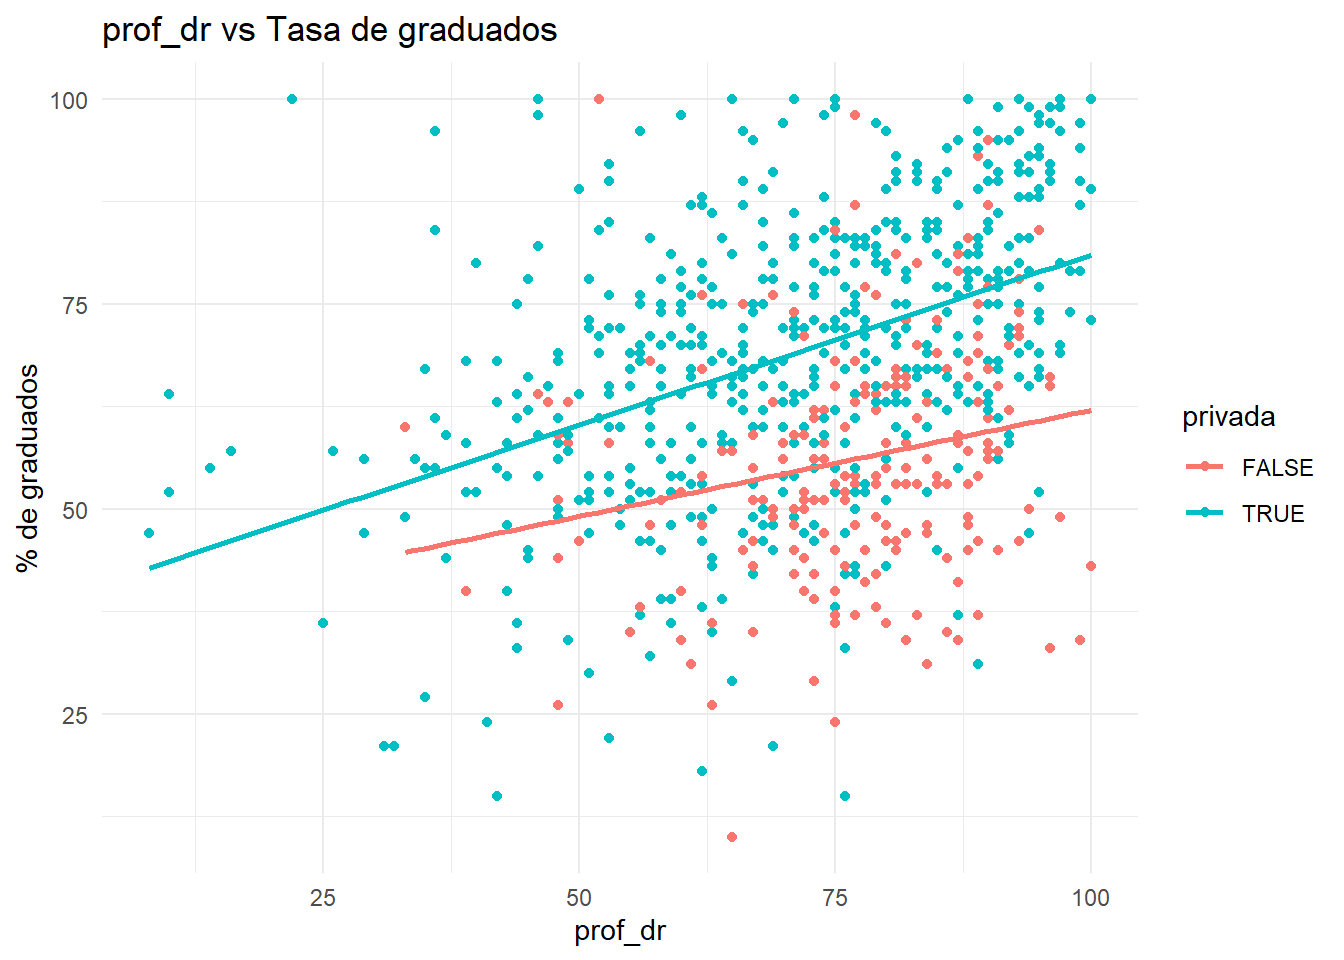 prof_dr vs Tasa de graduados
% de graduados
100
75
50
25
25 50 75 100
prof_dr
privada
FALSE
TRUE